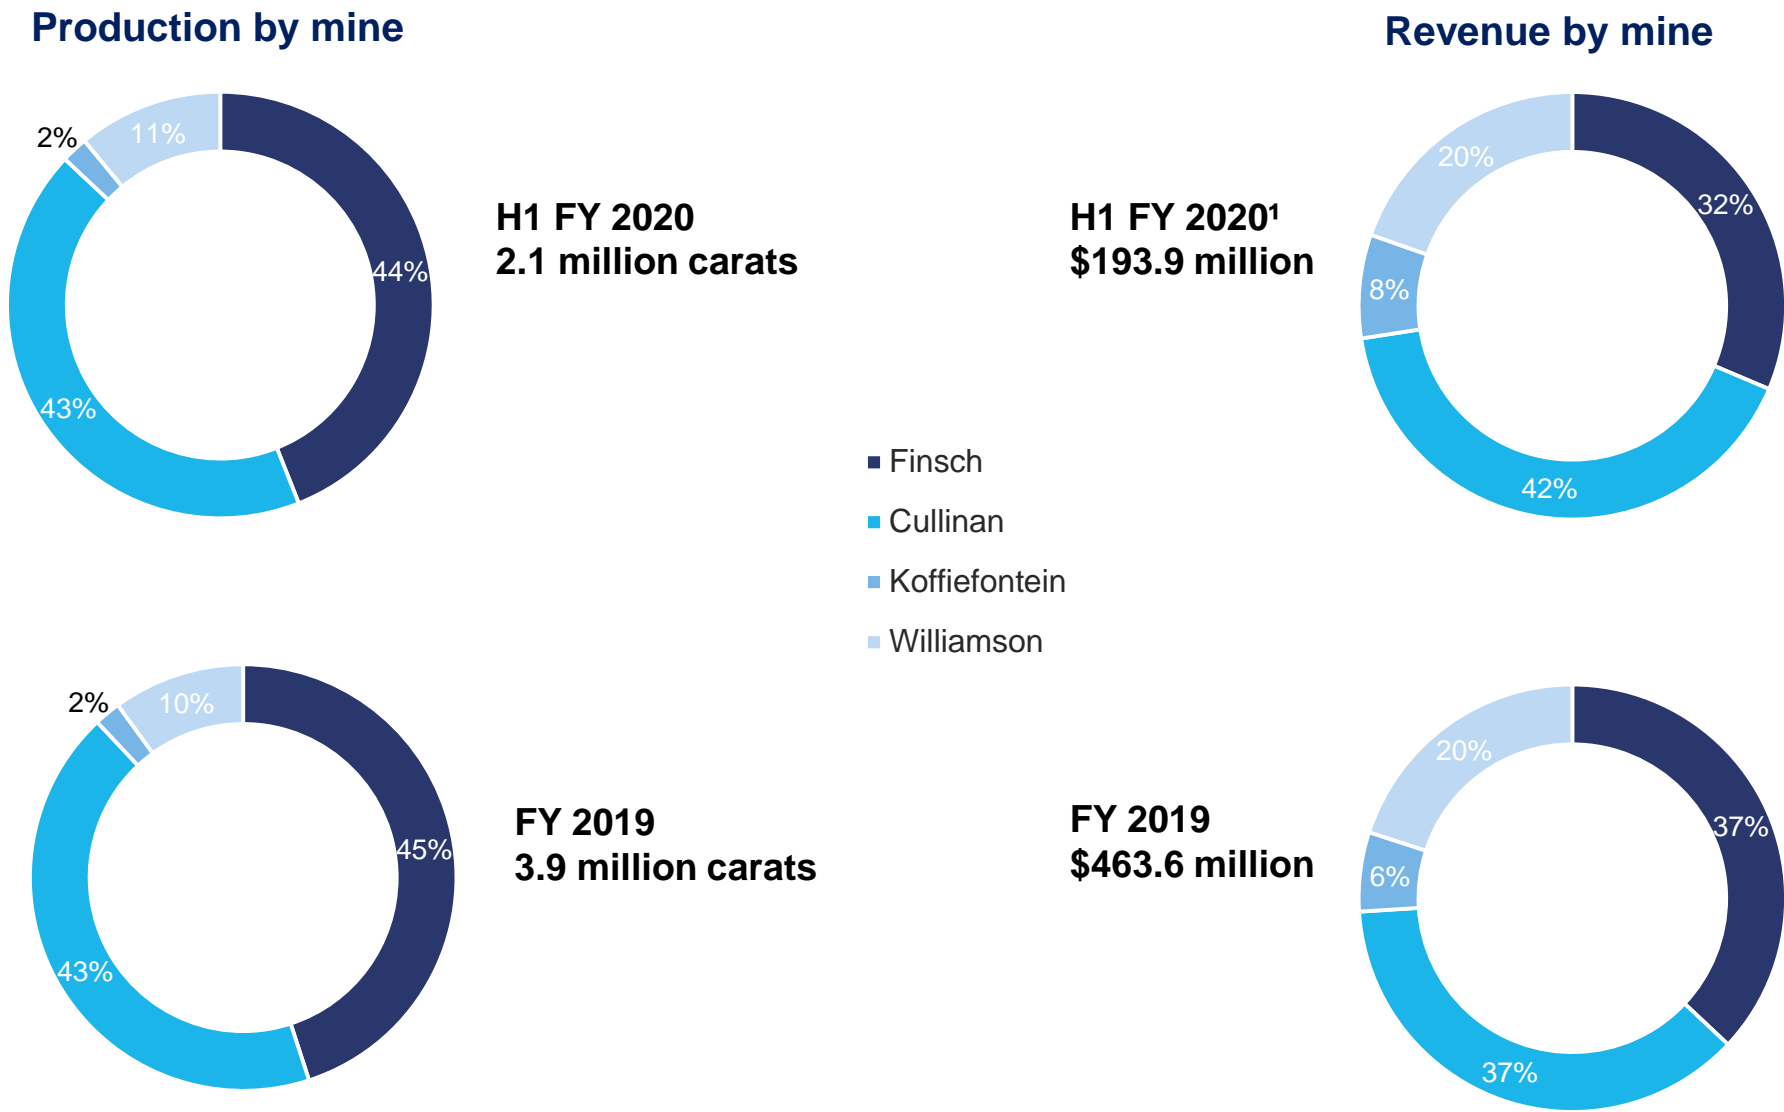 Production by mine
Revenue by mine
2%
11%
44%
43%
H1 FY 2020
2.1 million carats
H1 FY 2020¹
$193.9 million
20%
32%
8%
42%
Finsch
Cullinan
Koffiefontein
Williamson
2%
10%
45%
43%
FY 2019
3.9 million carats
FY 2019
$463.6 million
20%
37%
6%
37%